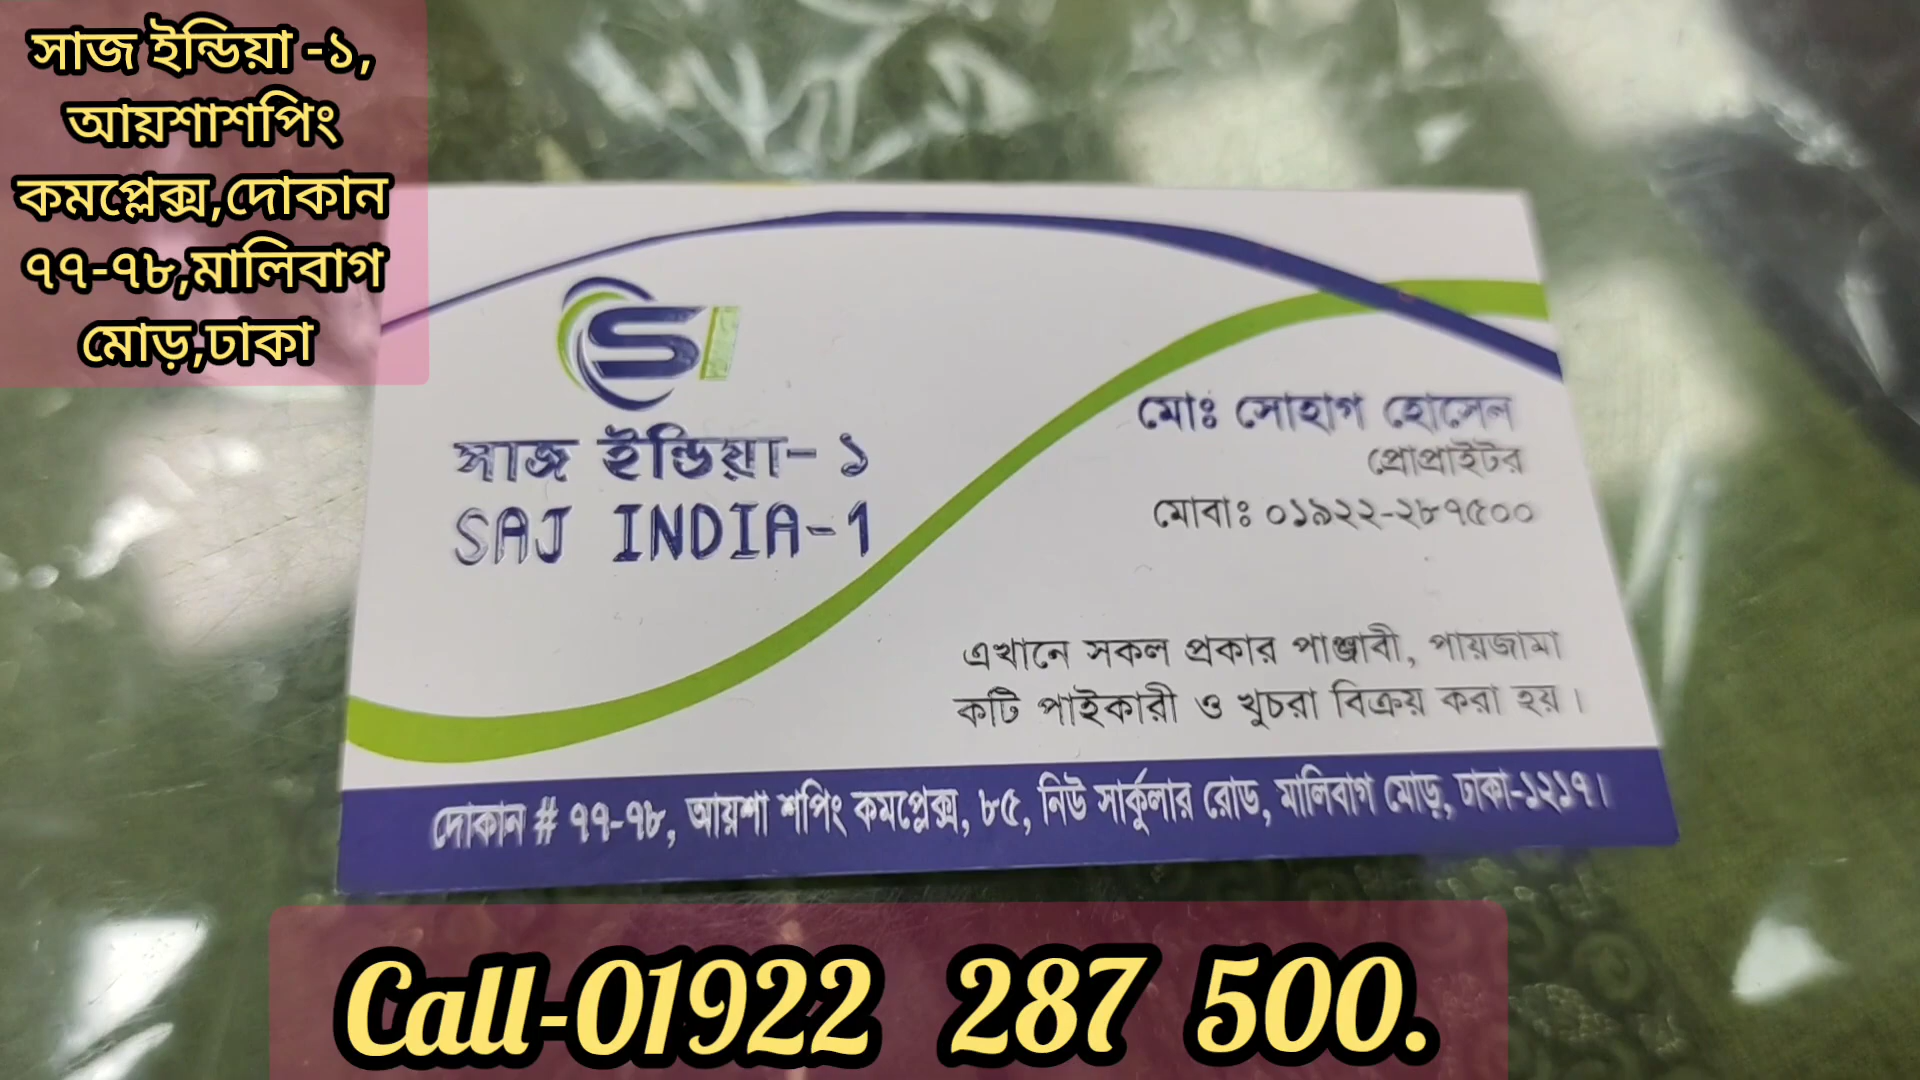 সাজ ইন্ডিয়া -১,
আয়শাশপিং
কমপ্লেক্স,দোকান
৭৭-৭৮,মালিবাগ
মোড়,ঢাকা
SI
সাজ ইন্ডিয়া- ১
SAJ INDIA-1
মোঃ সোহাগ হোসেন
প্রোপ্রাইটর
মোবাঃ ০১৯২২-২৮৭৫০০
এখানে সকল প্রকার পাঞ্জাবী, পায়জামা
কটি পাইকারী ও খুচরা বিক্রয় করা হয়।
দোকান # ৭৭-৭৮, আয়শা শপিং কমপ্লেক্স, ৮৫, নিউ সার্কুলার রোড, মালিবাগ মোড়, ঢাকা-১২১৭।
Call-01922 287 500.